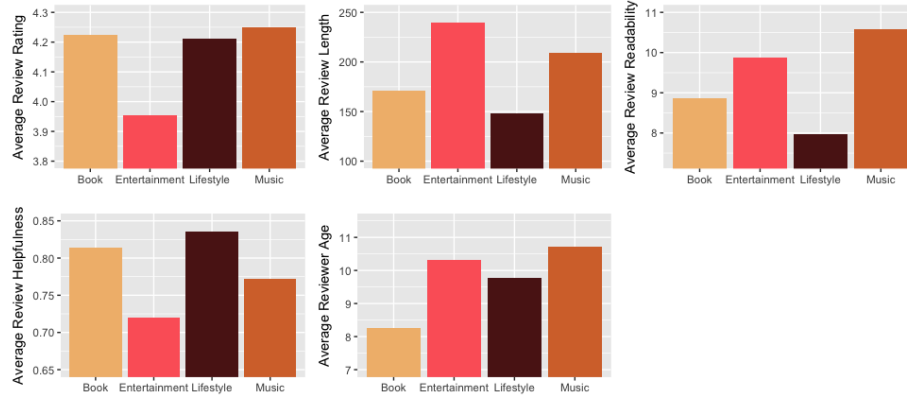 Average Review Rating
4.3
4.2
4.1
4.0
3.9
3.8
Book Entertainment Lifestyle Music
Average Review Length
250
200
150
100
Book Entertainment Lifestyle Music
Average Review Readability
11
10
9
8
Book Entertainment Lifestyle Music
Average Review Helpfulness
0.85
0.80
0.75
0.70
0.65
Book Entertainment Lifestyle Music
Average Reviewer Age
11
10
9
8
7
Book Entertainment Lifestyle Music